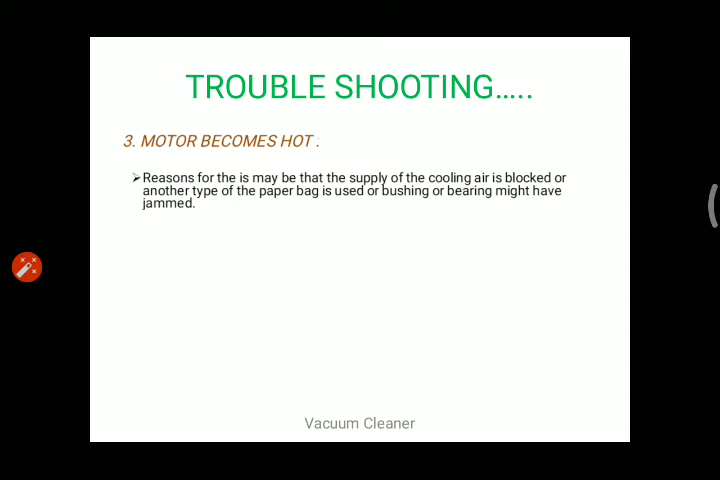 TROUBLE SHOOTING.....
3. MOTOR BECOMES HOT :
➢Reasons for the is may be that the supply of the cooling air is blocked or
another type of the paper bag is used or bushing or bearing might have
jammed.
Vacuum Cleaner